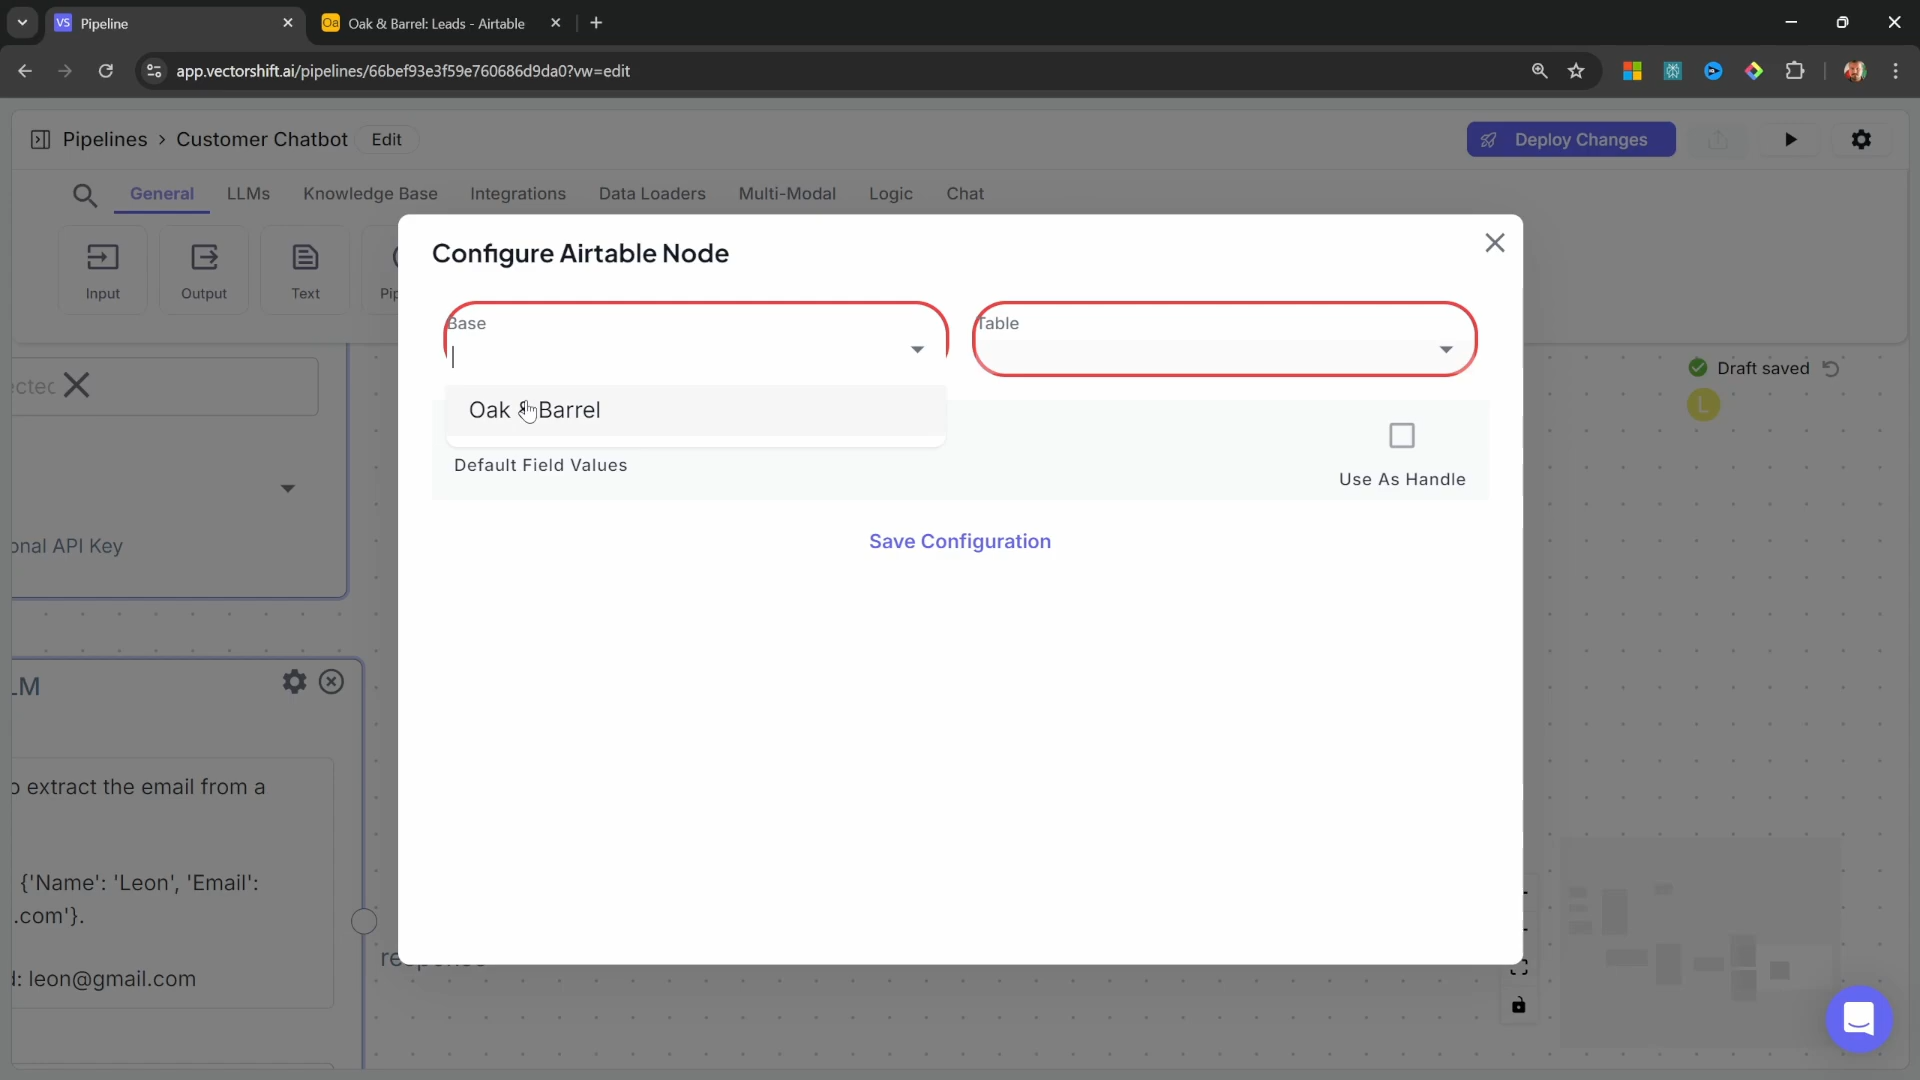 VS Pipeline
Oa Oak & Barrel: Leads - Airtable
app.vectorshift.ai/pipelines/66bef93e3f59e760686d9da0?vw=edit
Pipelines > Customer Chatbot Edit
Deploy Changes
General LLMs Knowledge Base Integrations Data Loaders Multi-Modal Logic Chat
Input Output Text Pip
Draft saved
L
Configure Airtable Node
Base Table
Oak & Barrel
Default Field Values
Use As Handle
Save Configuration
onal API Key
LM
o extract the email from a
{'Name': 'Leon', 'Email':
.com'}.
: leon@gmail.com